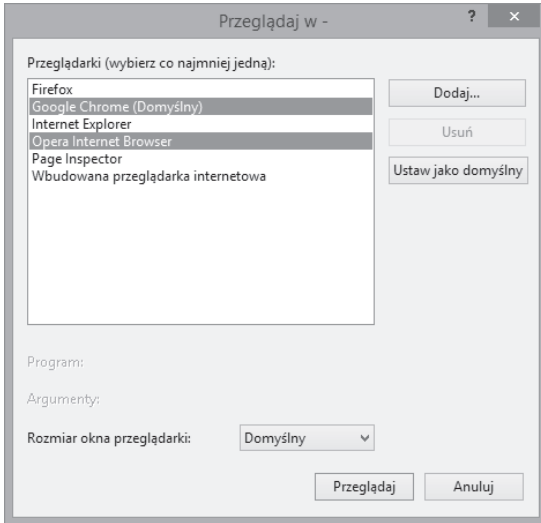 Przeglądaj w -
? ×
Przeglądarki (wybierz co najmniej jedną):
Firefox
Google Chrome (Domyślny)
Internet Explorer
Opera Internet Browser
Page Inspector
Wbudowana przeglądarka internetowa
Dodaj...
Usuń
Ustaw jako domyślny
Program:
Argumenty:
Rozmiar okna przeglądarki: Domyślny
Przeglądaj Anuluj